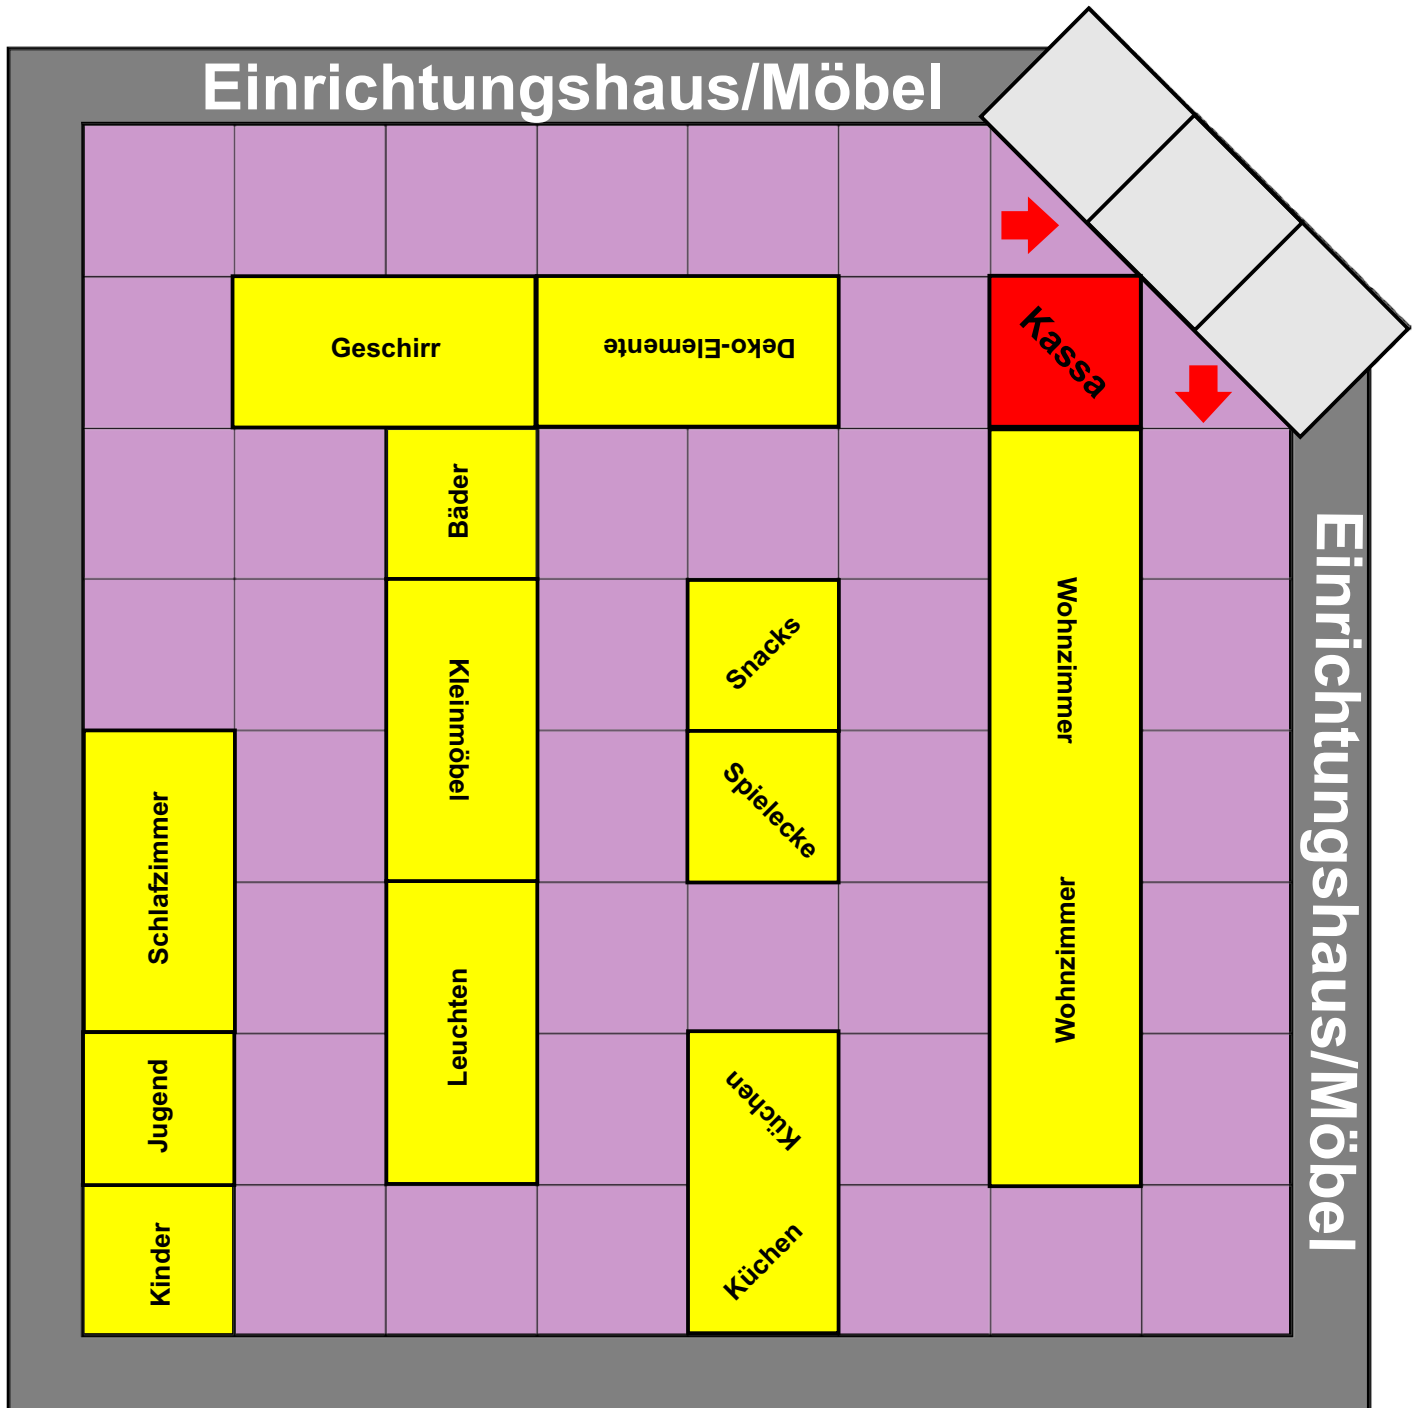 Einrichtungshaus/Möbel
Geschirr
Deko-Elemente
Kassa
Bäder
Snacks
Wohnzimmer
Kleinmöbel
Spielecke
Schlafzimmer
Einrichtungshaus/Möbel
Wohnzimmer
Leuchten
Jugend
Küchen
Kinder
Küchen